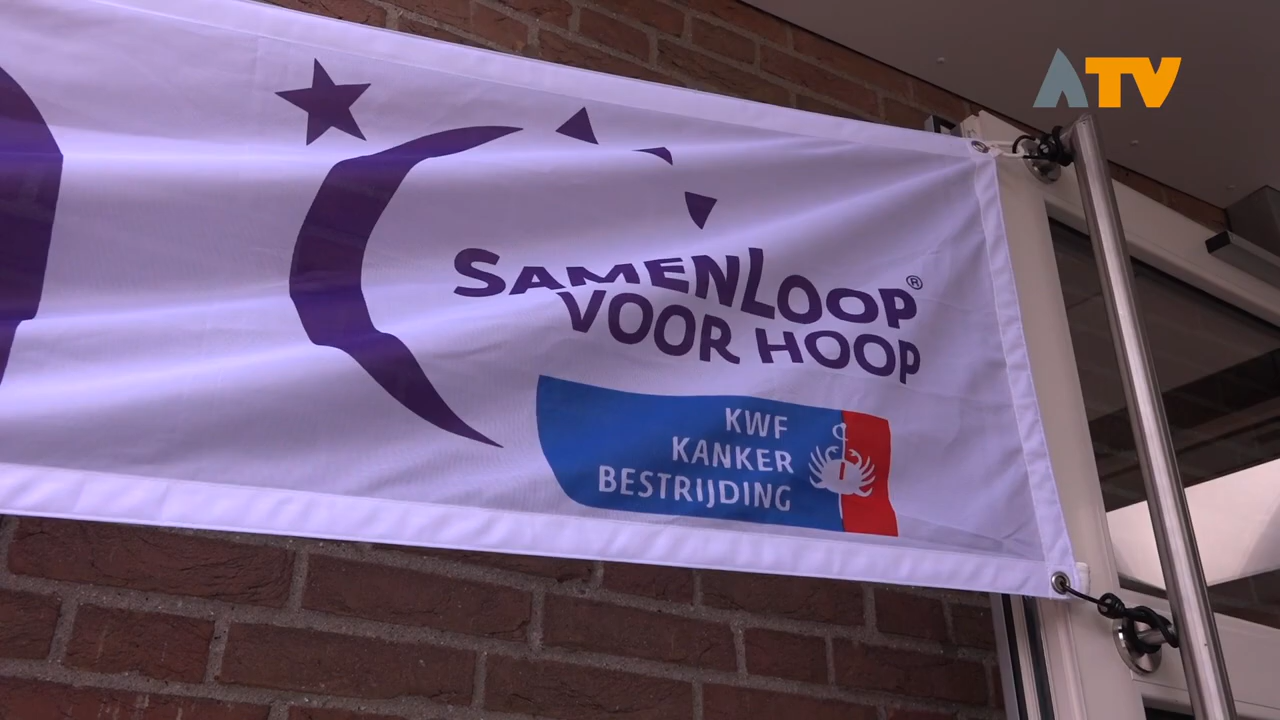 ATV
SAMENLOOP®
VOOR HOOP
KWF
KANKER
BESTRIJDING